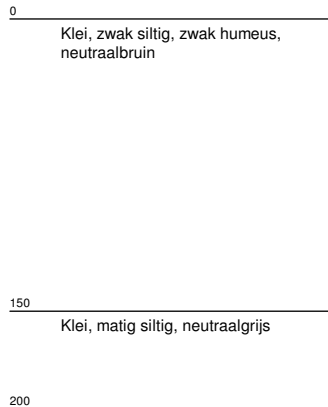 0
Klei, zwak siltig, zwak humeus,
neutraalbruin
150
Klei, matig siltig, neutraalgrijs
200